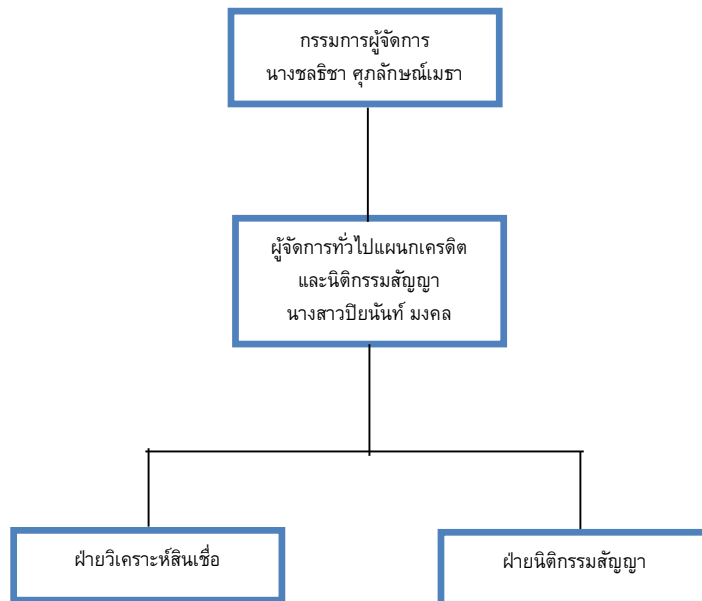 กรรมการผู้จัดการ
นางชลธิชา ศุภลักษณ์เมธา
ผู้จัดการทั่วไปแผนกเครดิต
และนิติกรรมสัญญา
นางสาวปิยนันท์ มงคล
ฝ่ายวิเคราะห์สินเชื่อ
ฝ่ายนิติกรรมสัญญา